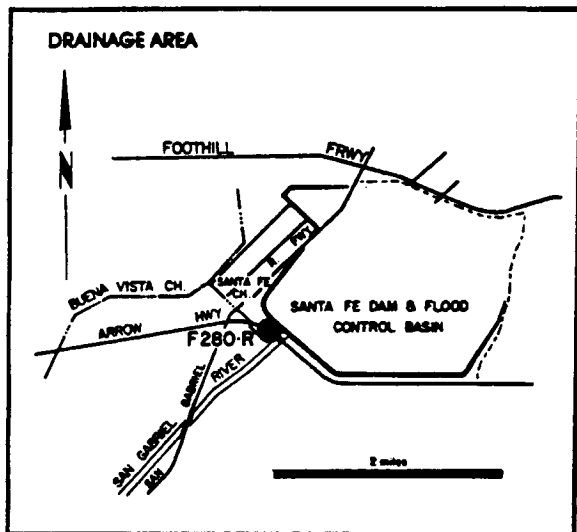 DRAINAGE AREA
N
FOOTHILL FRWY
R FWY
SANTA FE
CH.
BUENA VISTA CH.
ARROW HWY
F280-R
SANTA FE DAM & FLOOD
CONTROL BASIN
SAN GABRIEL RIVER
SAN GABRIEL
2 miles